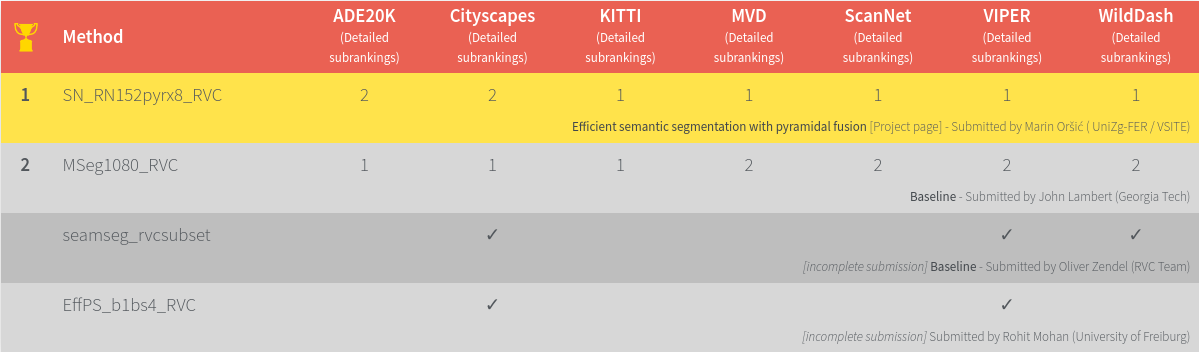 Method ADE20K Cityscapes KITTI MVD ScanNet VIPER WildDash
(Detailed subrankings) (Detailed subrankings) (Detailed subrankings) (Detailed subrankings) (Detailed subrankings) (Detailed subrankings) (Detailed subrankings)
1 SN_RN152pyrx8_RVC 2 2 1 1 1 1 1
Efficient semantic segmentation with pyramidal fusion [Project page] - Submitted by Marin Oršić ( UniZg-FER / VSITE)
2 MSeg1080_RVC 1 1 1 2 2 2 2
Baseline - Submitted by John Lambert (Georgia Tech)
seamseg_rvcsubset ✓ ✓ ✓
[incomplete submission] Baseline - Submitted by Oliver Zendel (RVC Team)
EffPS_b1bs4_RVC ✓ ✓
[incomplete submission] Submitted by Rohit Mohan (University of Freiburg)